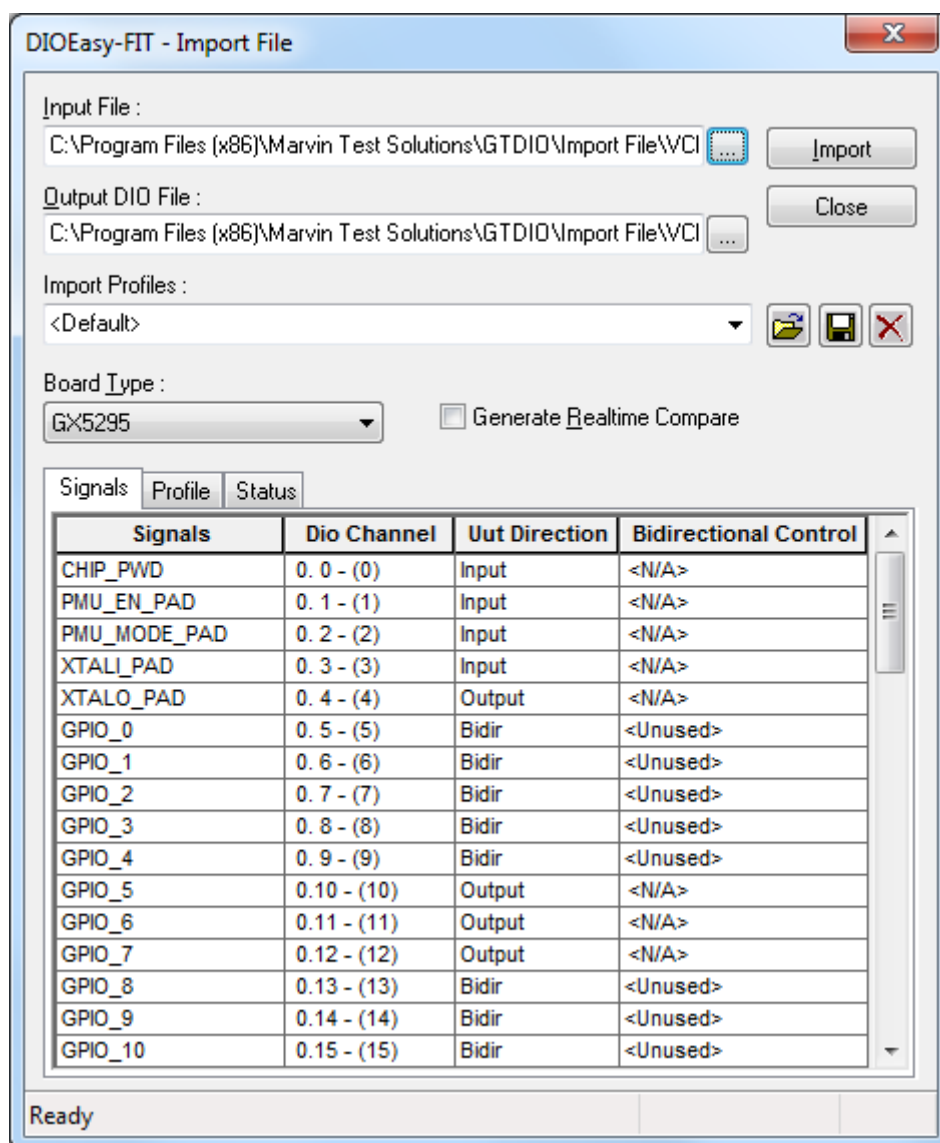 DIOEasy-FIT - Import File
Input File :
C:\Program Files (x86)\Marvin Test Solutions\GTDIO\Import File\VCI ... Import
Output DIO File :
Close
C:\Program Files (x86)\Marvin Test Solutions\GTDIO\Import File\VCI ...
Import Profiles :
<Default>
Board Type :
GX5295 Generate Realtime Compare
Signals Profile Status
Signals Dio Channel Uut Direction Bidirectional Control
CHIP_PWD 0. 0 - (0) Input <N/A>
PMU_EN_PAD 0. 1 - (1) Input <N/A>
PMU_MODE_PAD 0. 2 - (2) Input <N/A>
XTALI_PAD 0. 3 - (3) Input <N/A>
XTALO_PAD 0. 4 - (4) Output <N/A>
GPIO_0 0. 5 - (5) Bidir <Unused>
GPIO_1 0. 6 - (6) Bidir <Unused>
GPIO_2 0. 7 - (7) Bidir <Unused>
GPIO_3 0. 8 - (8) Bidir <Unused>
GPIO_4 0. 9 - (9) Bidir <Unused>
GPIO_5 0.10 - (10) Output <N/A>
GPIO_6 0.11 - (11) Output <N/A>
GPIO_7 0.12 - (12) Output <N/A>
GPIO_8 0.13 - (13) Bidir <Unused>
GPIO_9 0.14 - (14) Bidir <Unused>
GPIO_10 0.15 - (15) Bidir <Unused>
Ready